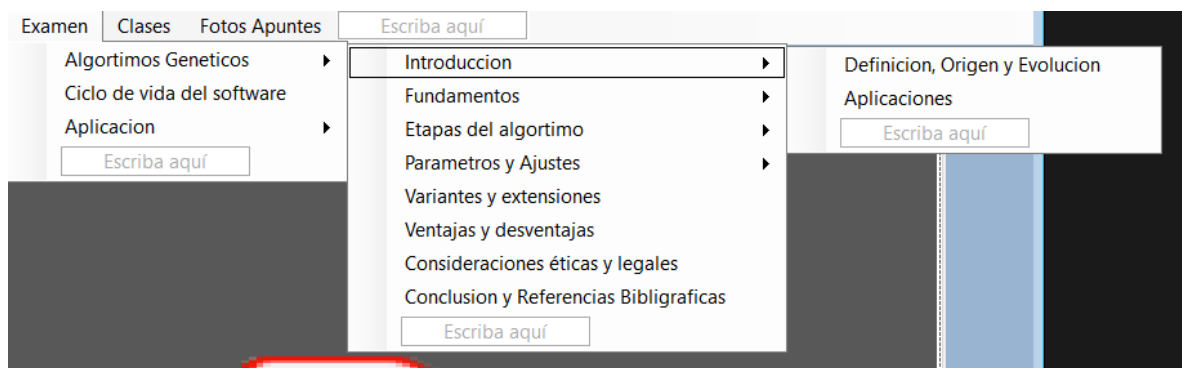 Examen Clases Fotos Apuntes Escriba aquí
Algortimos Geneticos
Ciclo de vida del software
Aplicacion
Escriba aquí
Introduccion
Fundamentos
Etapas del algortimo
Parametros y Ajustes
Variantes y extensiones
Ventajas y desventajas
Consideraciones éticas y legales
Conclusion y Referencias Bibligraficas
Escriba aquí
Definicion, Origen y Evolucion
Aplicaciones
Escriba aquí